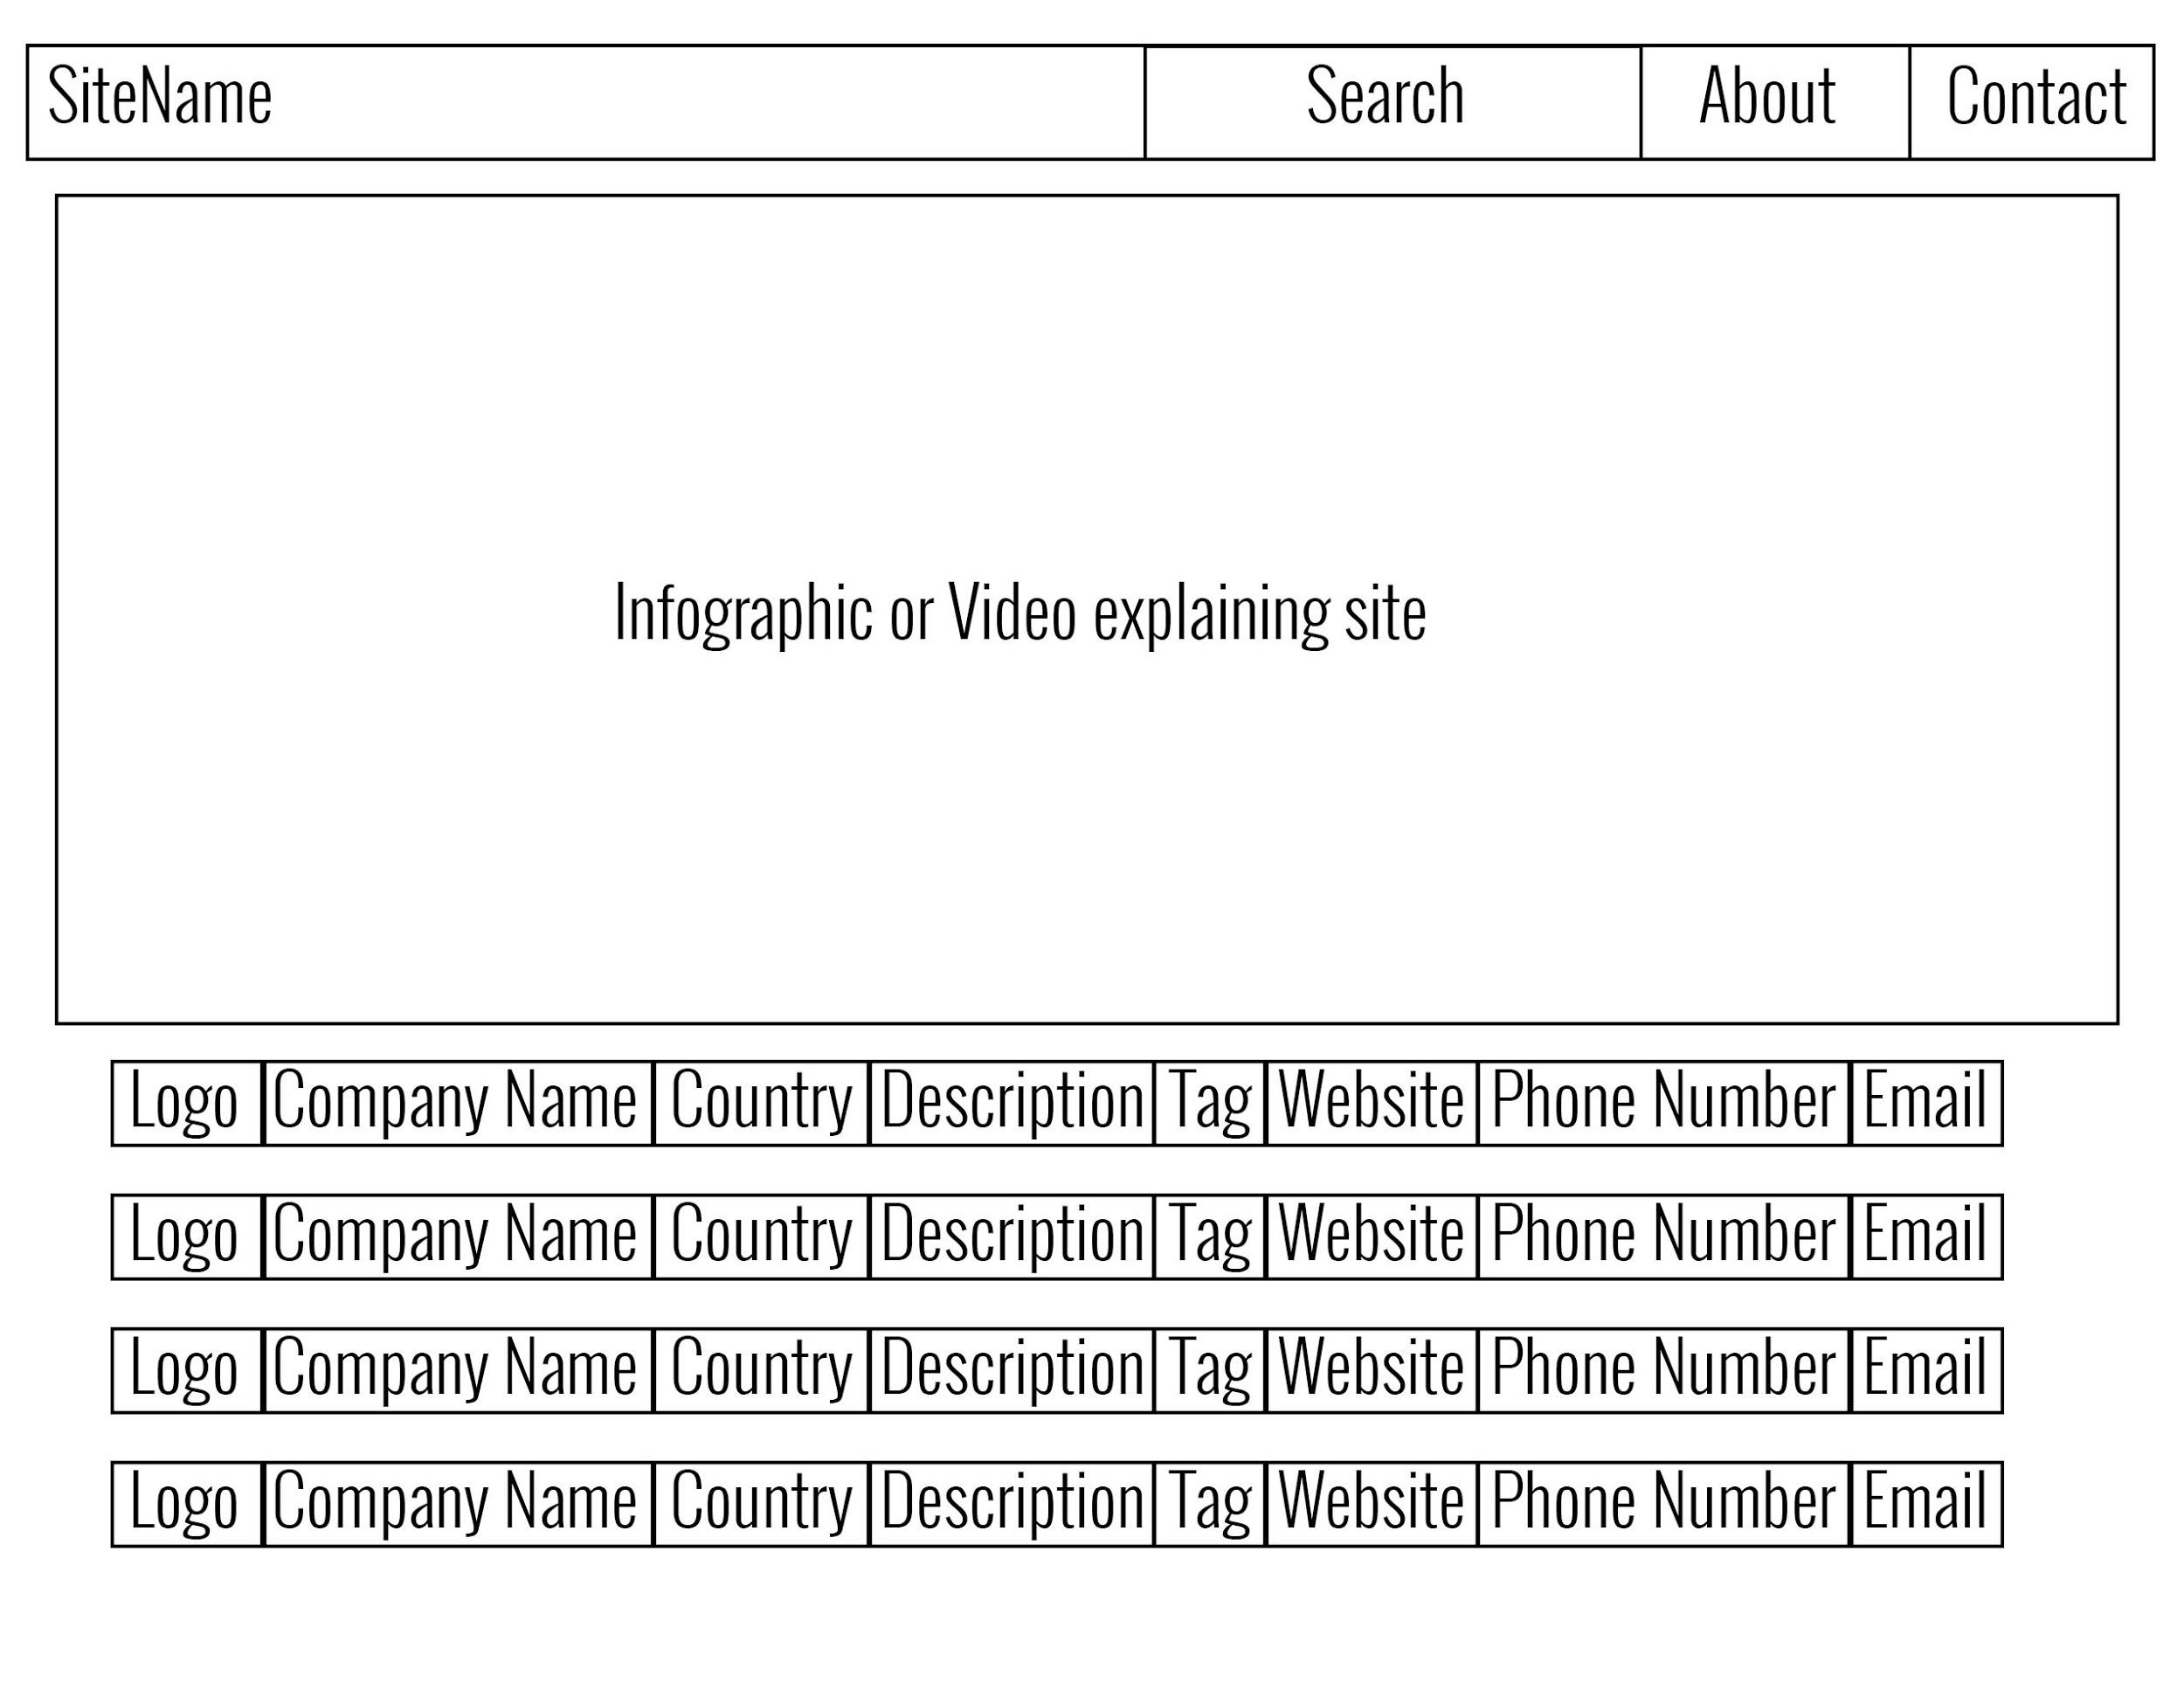 SiteName Search About Contact
Infographic or Video explaining site
Logo Company Name Country Description Tag Website Phone Number Email
Logo Company Name Country Description Tag Website Phone Number Email
Logo Company Name Country Description Tag Website Phone Number Email
Logo Company Name Country Description Tag Website Phone Number Email